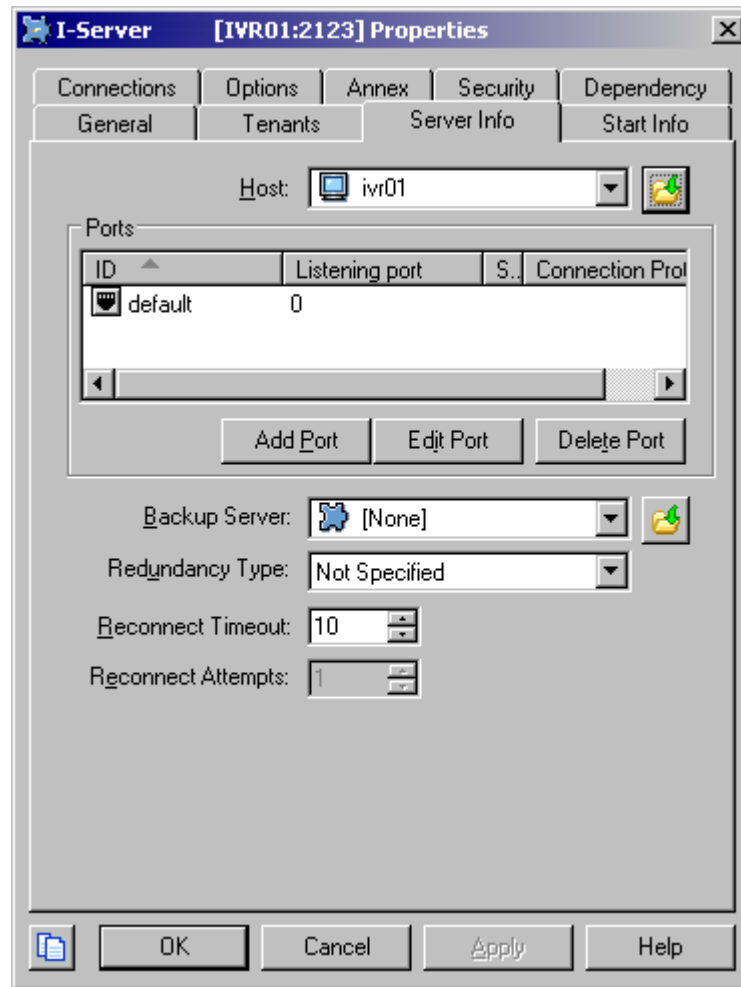 I-Server [IVR01:2123] Properties
Connections Options Annex Security Dependency
General Tenants Server Info Start Info
Host: ivr01
Ports
ID Listening port S.. Connection Prot
default 0
Add Port Edit Port Delete Port
Backup Server: [None]
Redundancy Type: Not Specified
Reconnect Timeout: 10
Reconnect Attempts: 1
OK Cancel Apply Help